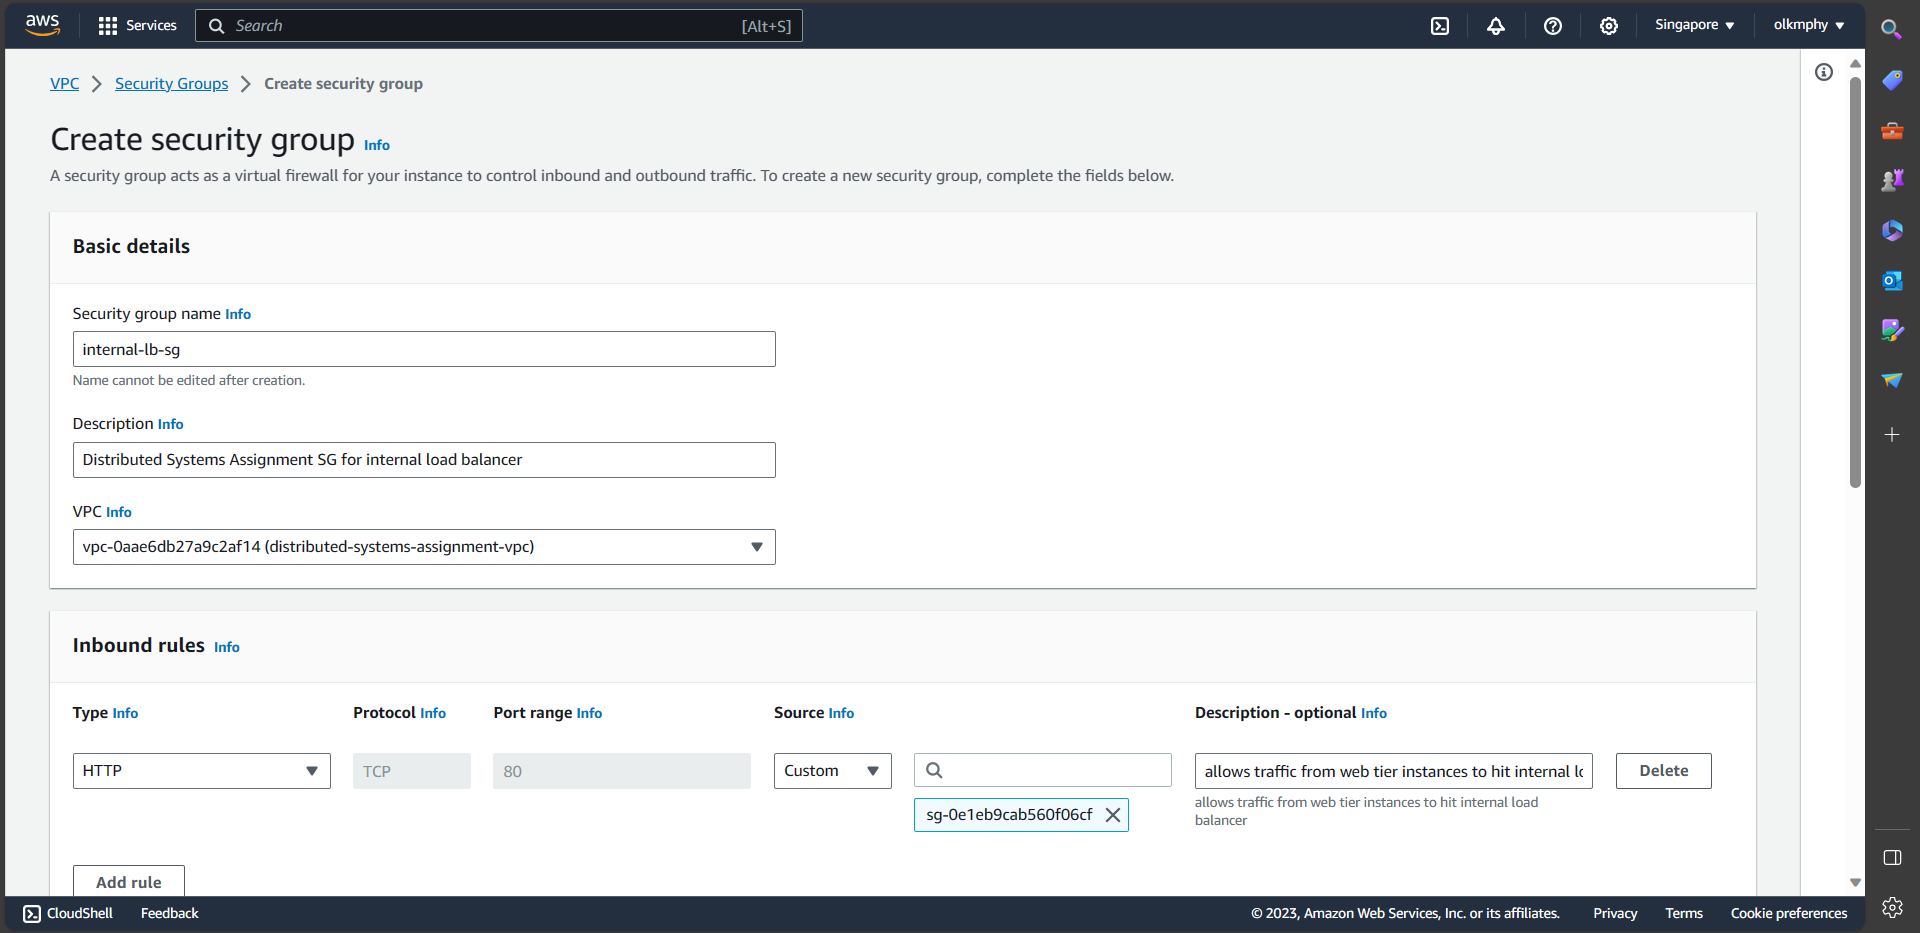 aws
Services
Search [Alt+S]
Singapore
olkmphy
VPC > Security Groups > Create security group
Create security group Info
A security group acts as a virtual firewall for your instance to control inbound and outbound traffic. To create a new security group, complete the fields below.
Basic details
Security group name Info
internal-lb-sg
Name cannot be edited after creation.
Description Info
Distributed Systems Assignment SG for internal load balancer
VPC Info
vpc-0aae6db27a9c2af14 (distributed-systems-assignment-vpc)
Inbound rules Info
Type Info Protocol Info Port range Info Source Info Description - optional Info
HTTP TCP 80 Custom allows traffic from web tier instances to hit internal lo Delete
sg-0e1eb9cab560f06cf
allows traffic from web tier instances to hit internal load
balancer
Add rule
CloudShell Feedback © 2023, Amazon Web Services, Inc. or its affiliates. Privacy Terms Cookie preferences